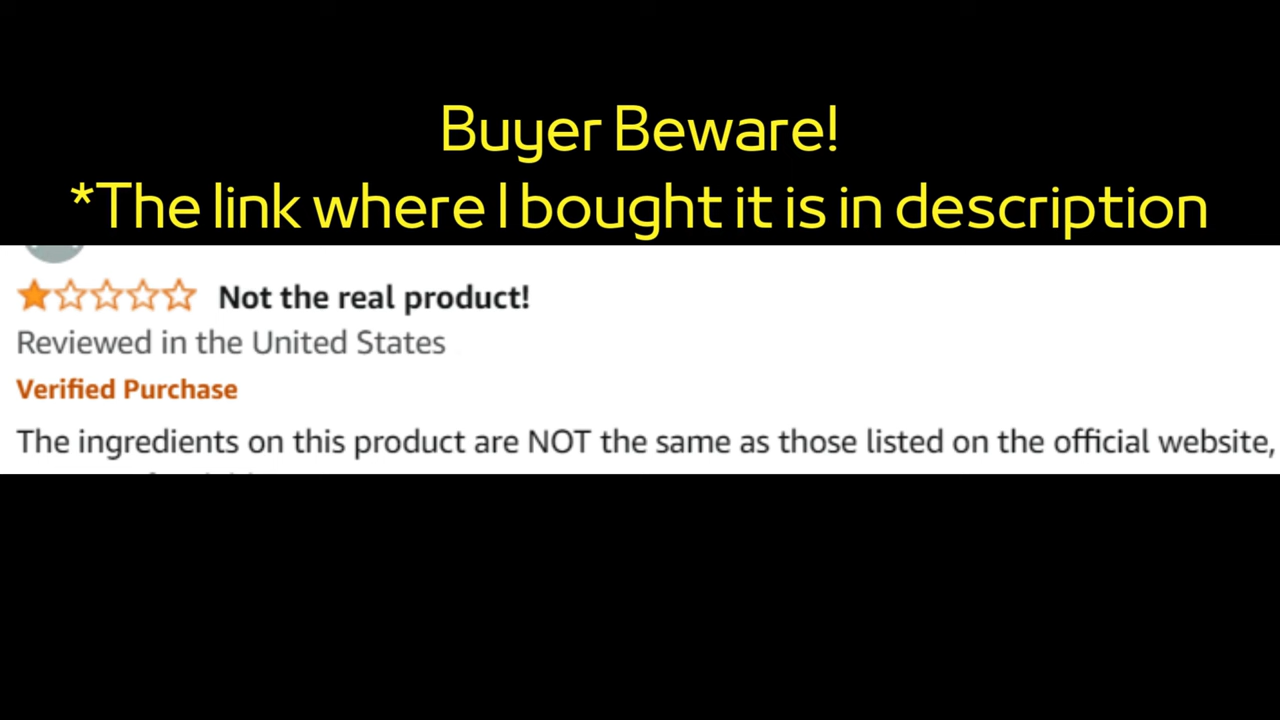 Buyer Beware!
*The link where I bought it is in description
Not the real product!
Reviewed in the United States
Verified Purchase
The ingredients on this product are NOT the same as those listed on the official website,